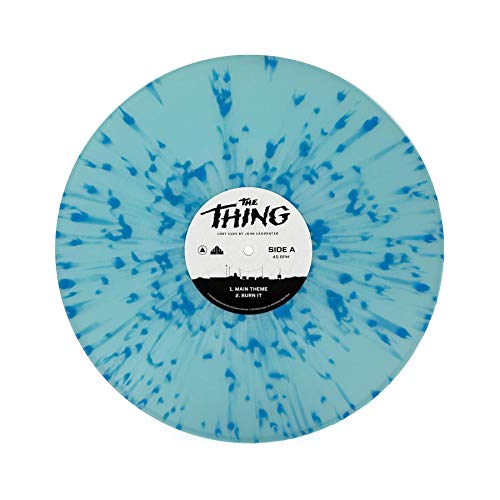 THE
THING
LOST CUES BY JOHN CARPENTER
SIDE A
45 RPM
1. MAIN THEME
2. BURN IT